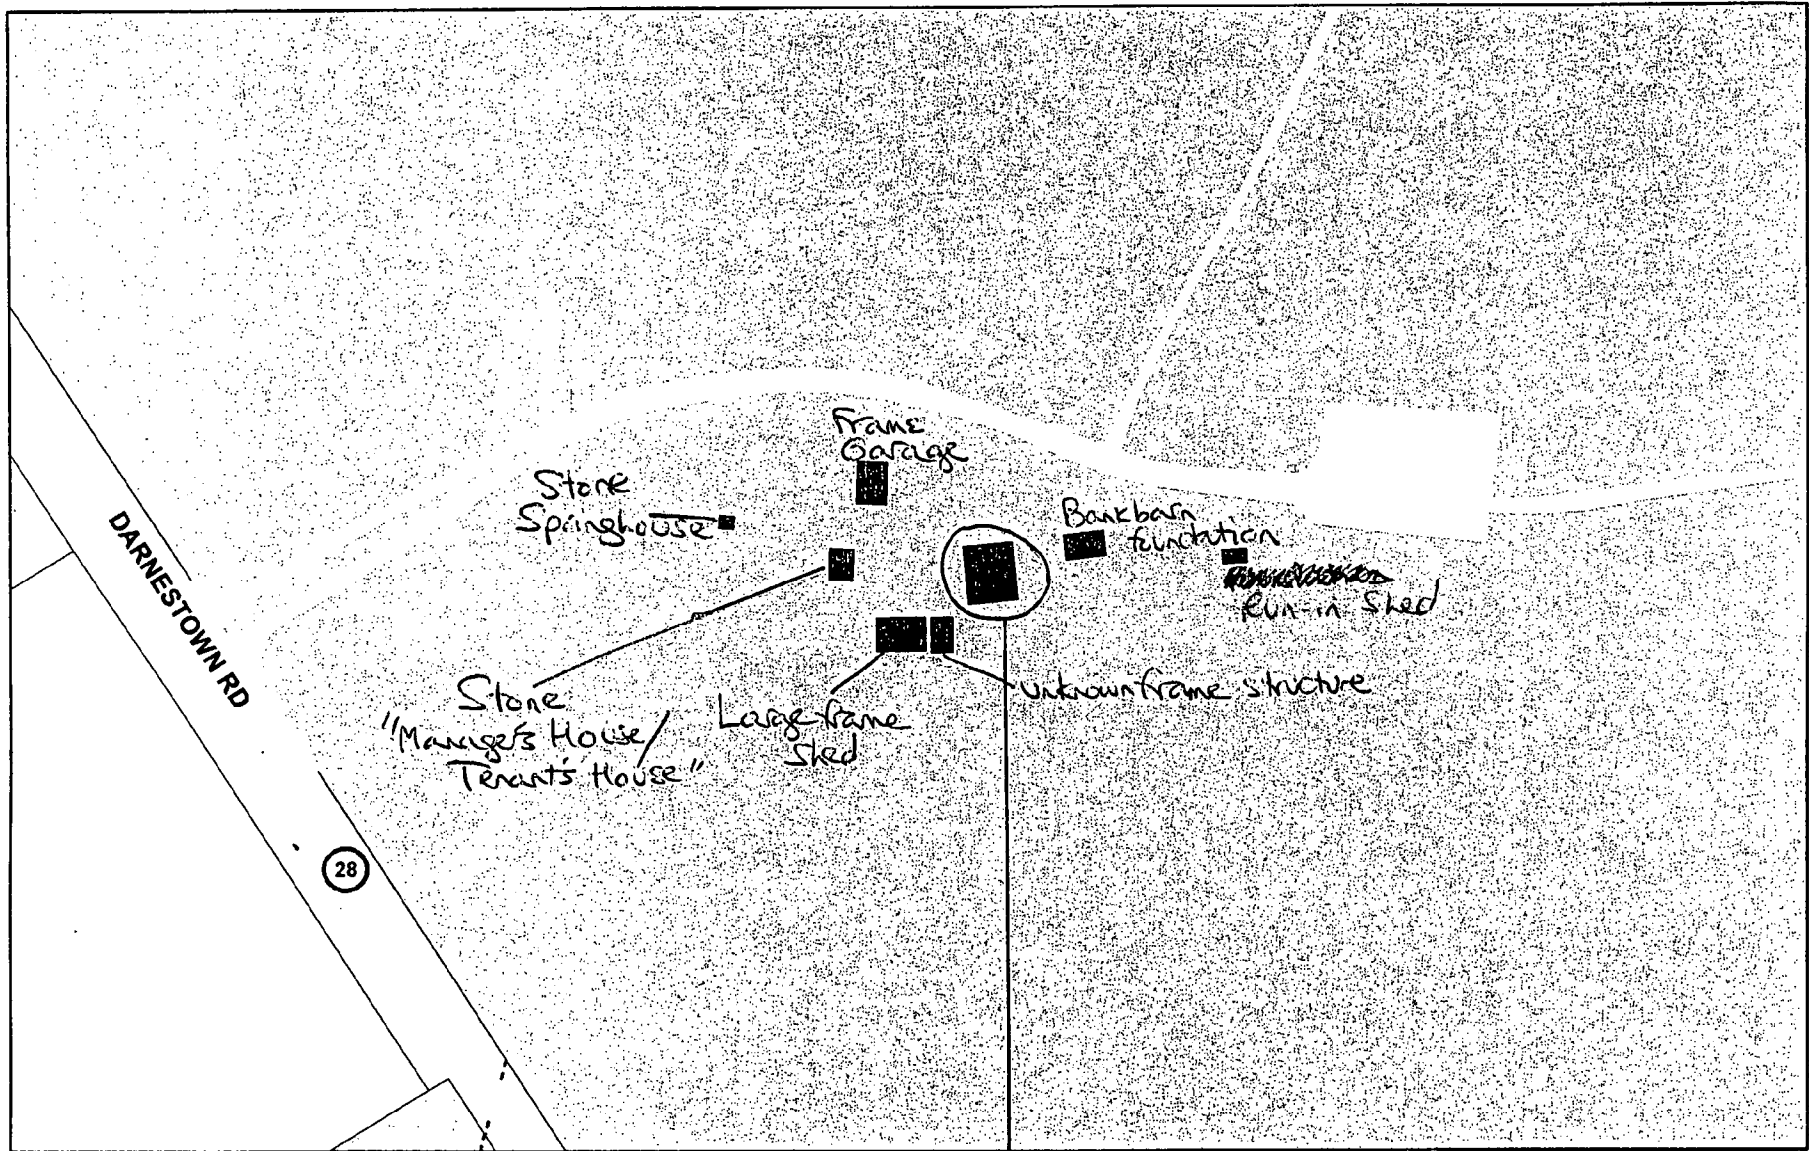 Frame
Garage
Stone
Springhouse
Bankbarn
foundation
Run-in Shed
DARNESTOWN RD
unknown frame structure
Stone
"Manager's House/
Tenant's House"
Large frame
Shed
28